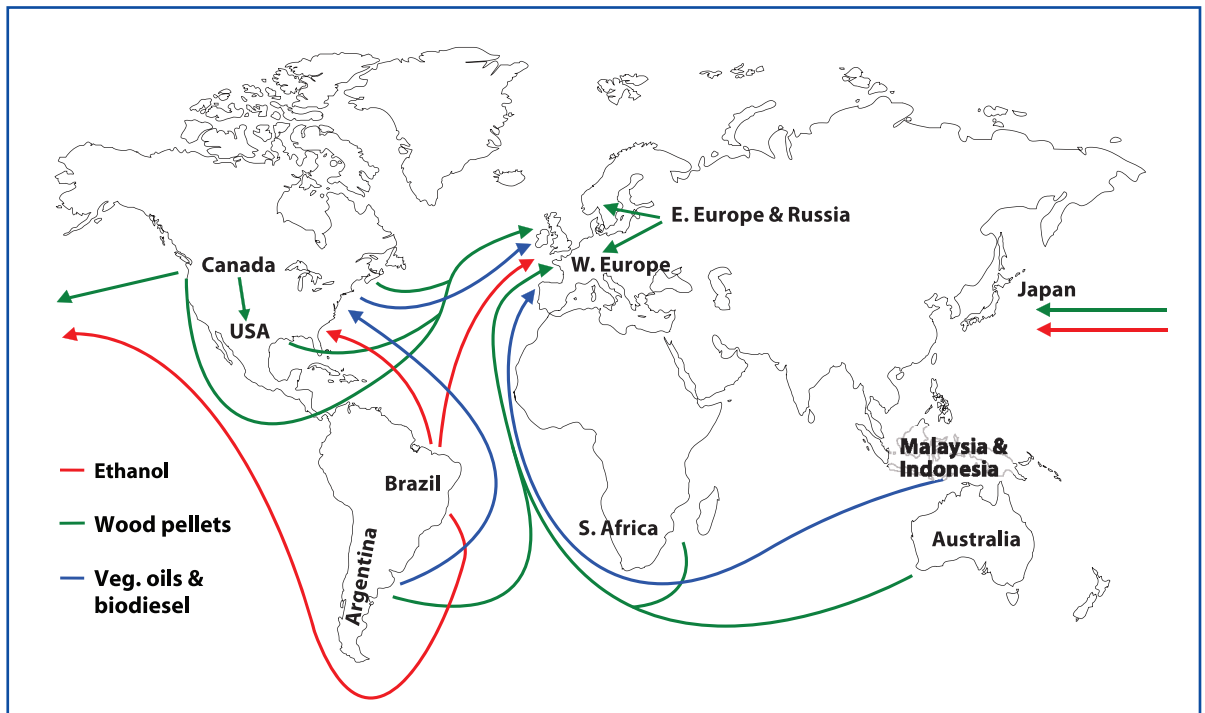 E. Europe & Russia
Canada
W. Europe
Japan
USA
Malaysia &
Indonesia
Ethanol
Brazil
Wood pellets
S. Africa
Australia
Argentina
Veg. oils &
biodiesel